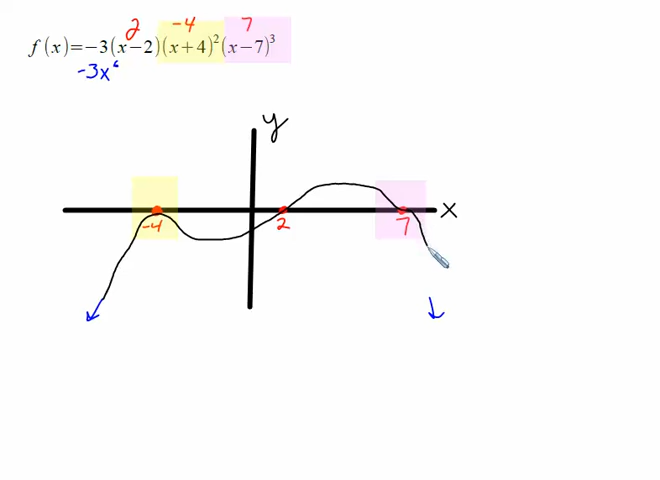 2 -4 7
f(x)=−3(x−2)(x+4)²(x−7)³
-3x⁶
y
x
-4 2 7